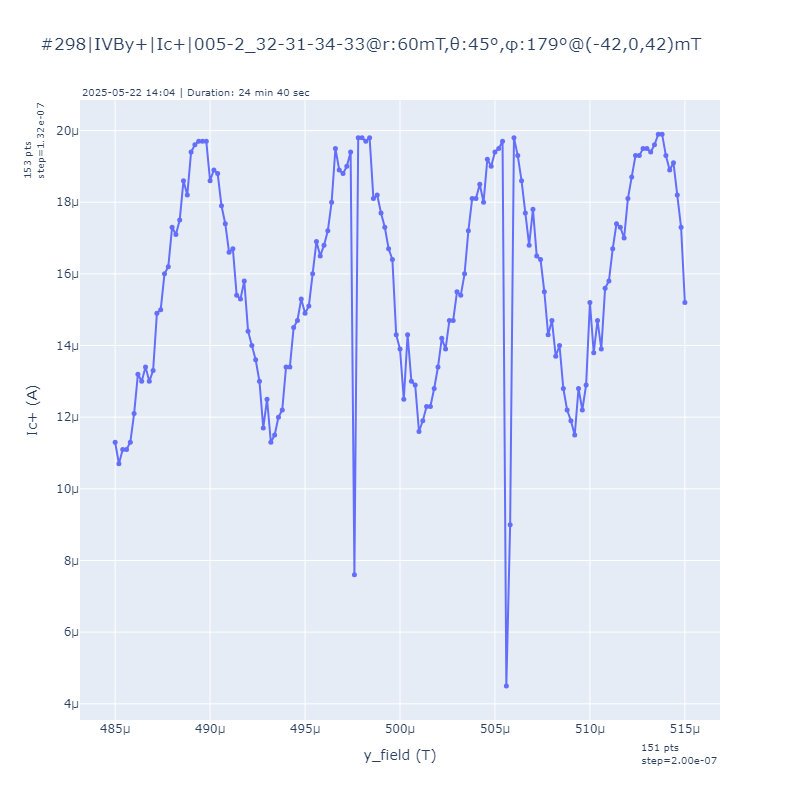 #298|IVBy+|Ic+|005-2_32-31-34-33@r:60mT,θ:45°,φ:179°@(-42,0,42)mT
2025-05-22 14:04 | Duration: 24 min 40 sec
153 pts
step=1.32e-07
20μ
18μ
16μ
14μ
12μ
10μ
8μ
6μ
4μ
Ic+ (A)
485μ
490μ
495μ
500μ
505μ
510μ
515μ
y_field (T)
151 pts
step=2.00e-07